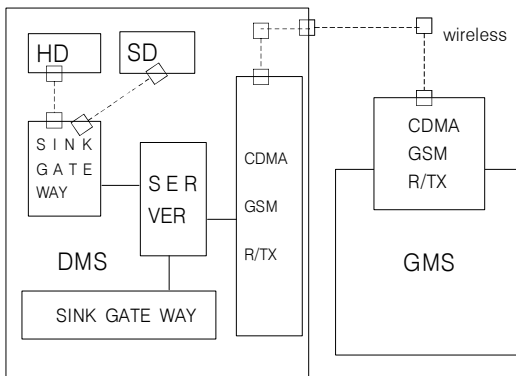 HD
SD
wireless
SINK
GATE
WAY
SER
VER
CDMA
GSM
R/TX
CDMA
GSM
R/TX
DMS
GMS
SINK GATE WAY